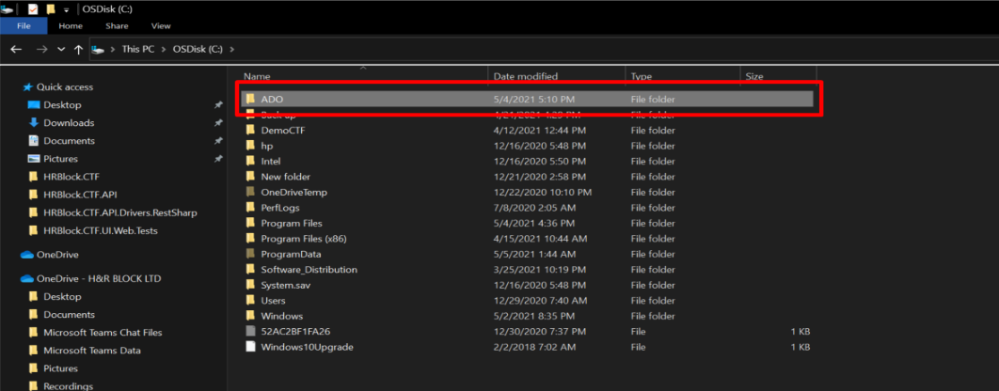 OSDisk (C:)
File Home Share View
This PC OSDisk (C:)
Name Date modified Type Size
Quick access
Desktop
Downloads
Documents
Pictures
HRBlock.CTF
HRBlock.CTF.API
HRBlock.CTF.API.Drivers.RestSharp
HRBlock.CTF.UI.Web.Tests
OneDrive
OneDrive - H&R BLOCK LTD
Desktop
Documents
Microsoft Teams Chat Files
Microsoft Teams Data
Pictures
Recordings
ADO 5/4/2021 5:10 PM File folder
Backup 4/21/2021 4:29 PM File folder
DemoCTF 4/12/2021 12:44 PM File folder
hp 12/16/2020 5:48 PM File folder
Intel 12/16/2020 5:50 PM File folder
New folder 12/21/2020 2:58 PM File folder
OneDriveTemp 12/22/2020 10:10 PM File folder
PerfLogs 7/8/2020 2:05 AM File folder
Program Files 5/4/2021 4:36 PM File folder
Program Files (x86) 4/15/2021 10:44 AM File folder
ProgramData 5/5/2021 1:44 AM File folder
Software_Distribution 3/25/2021 10:19 PM File folder
System.sav 12/16/2020 5:48 PM File folder
Users 12/29/2020 7:40 AM File folder
Windows 5/2/2021 8:35 PM File folder
52AC2BF1FA26 12/30/2020 7:37 PM File 1 KB
Windows10Upgrade 2/2/2018 7:02 AM File 1 KB